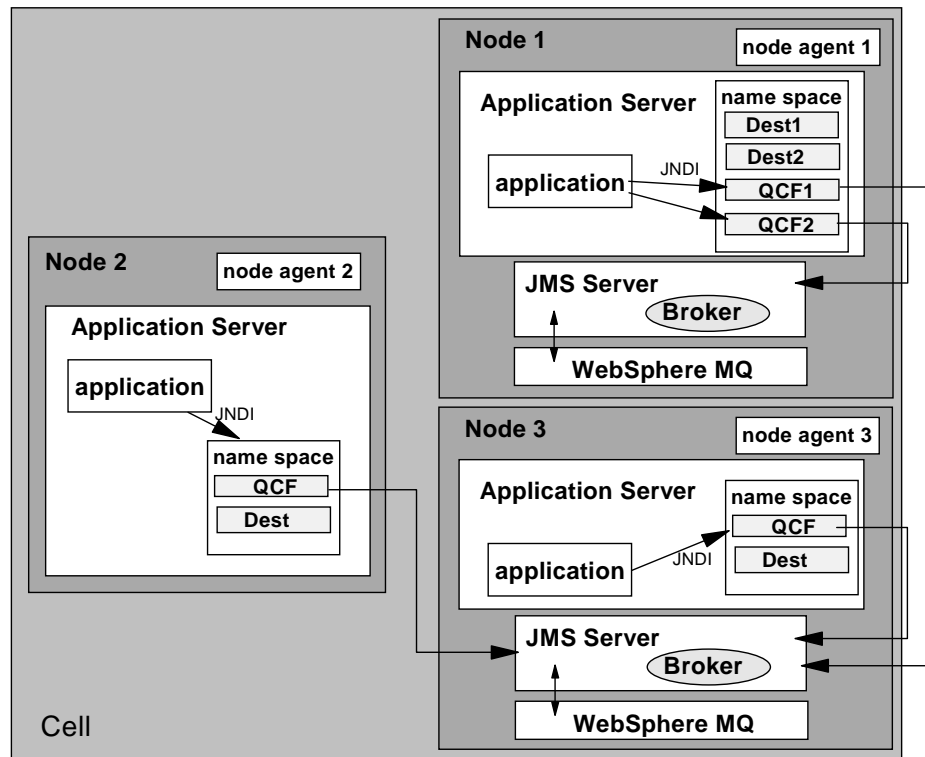 Node 1
node agent 1
Application Server
name space
Dest1
Dest2
QCF1
QCF2
application
JNDI
JMS Server
Broker
WebSphere MQ
Node 2
node agent 2
Application Server
application
JNDI
name space
QCF
Dest
Node 3
node agent 3
Application Server
name space
QCF
Dest
application
JNDI
JMS Server
Broker
WebSphere MQ
Cell